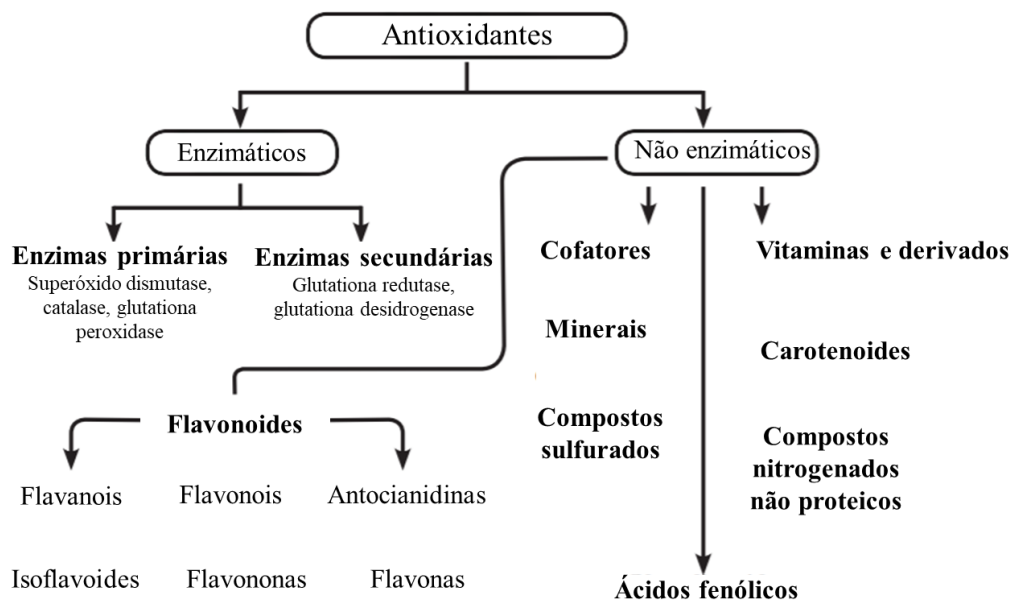 Antioxidantes
Enzimáticos
Não enzimáticos
Enzimas primárias
Superóxido dismutase,
catalase, glutationa
peroxidase
Enzimas secundárias
Glutationa redutase,
glutationa desidrogenase
Cofatores
Vitaminas e derivados
Minerais
Carotenoides
Compostos
sulfurados
Compostos
nitrogenados
não proteicos
Flavonoides
Flavanois
Flavonois
Antocianidinas
Isoflavoides
Flavononas
Flavonas
Ácidos fenólicos